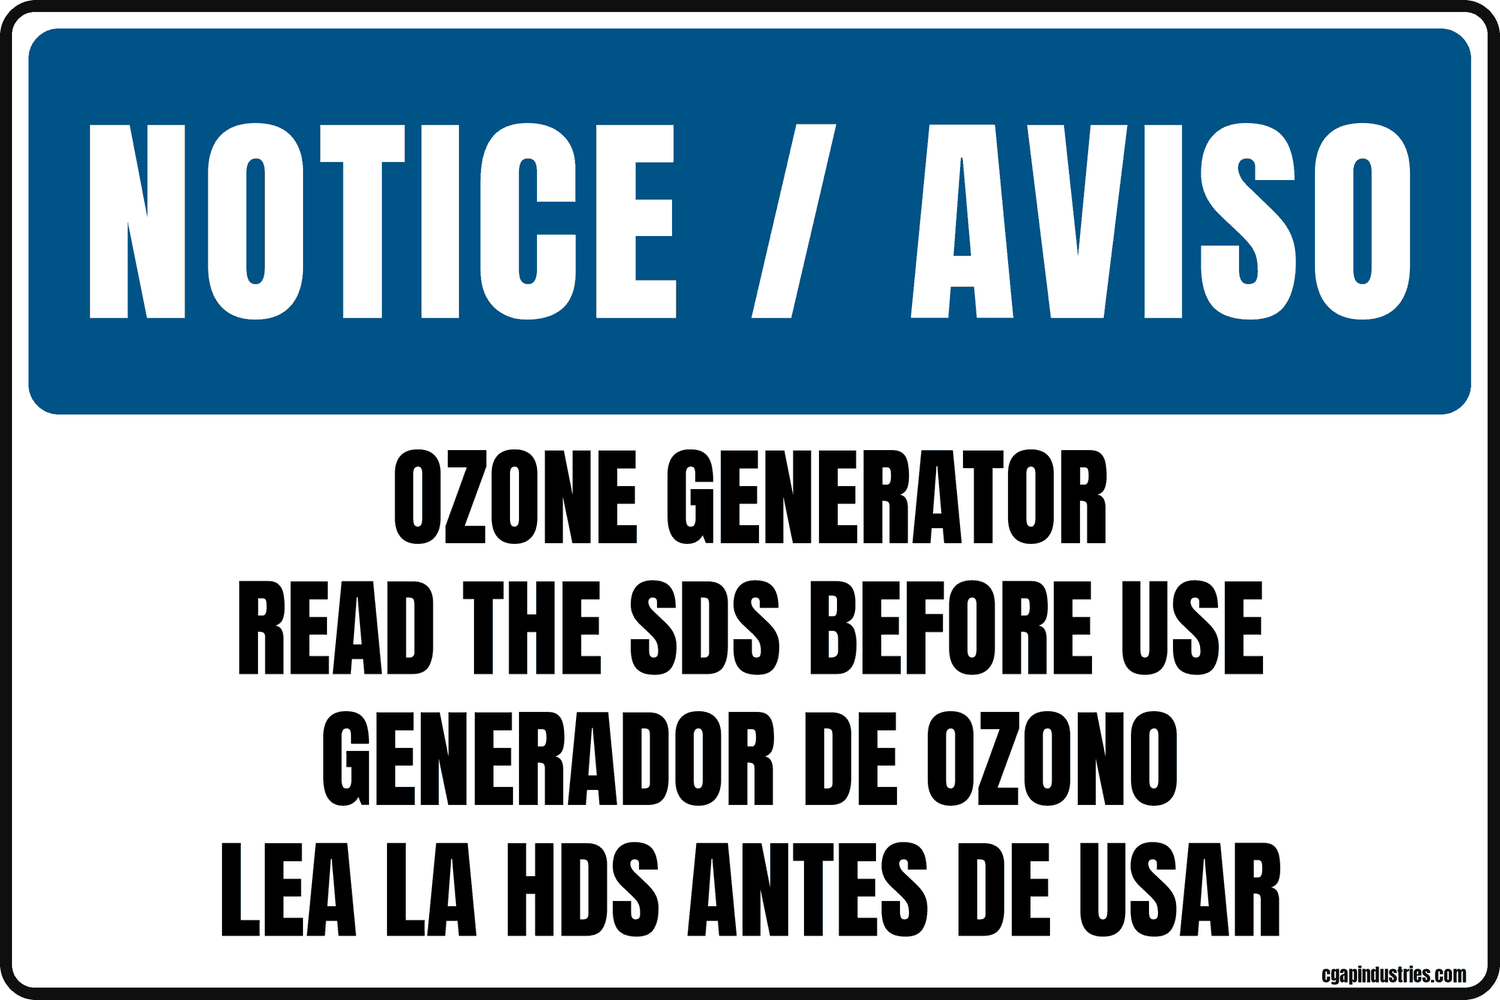 NOTICE / AVISO
OZONE GENERATOR
READ THE SDS BEFORE USE
GENERADOR DE OZONO
LEA LA HDS ANTES DE USAR
cgapindustries.com